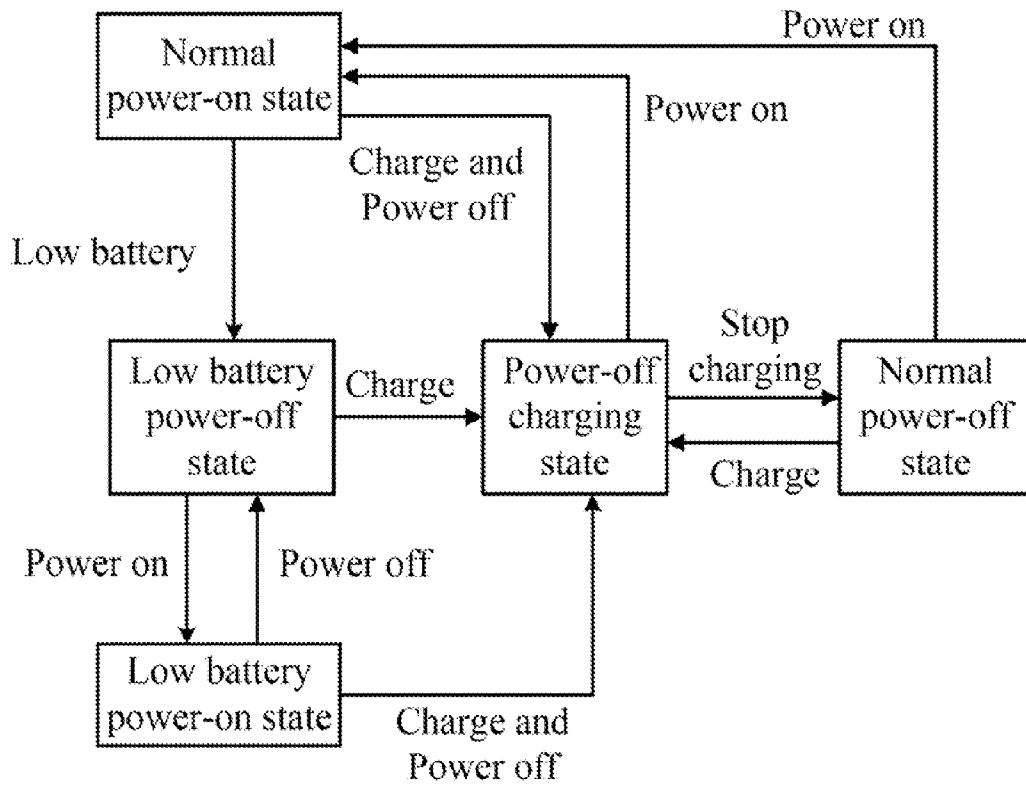 Normal
power-on state
Power on
Power on
Charge and
Power off
Low battery
Low battery
power-off
state
Charge
Power-off
charging
state
Stop
charging
Charge
Normal
power-off
state
Power on
Power off
Low battery
power-on state
Charge and
Power off